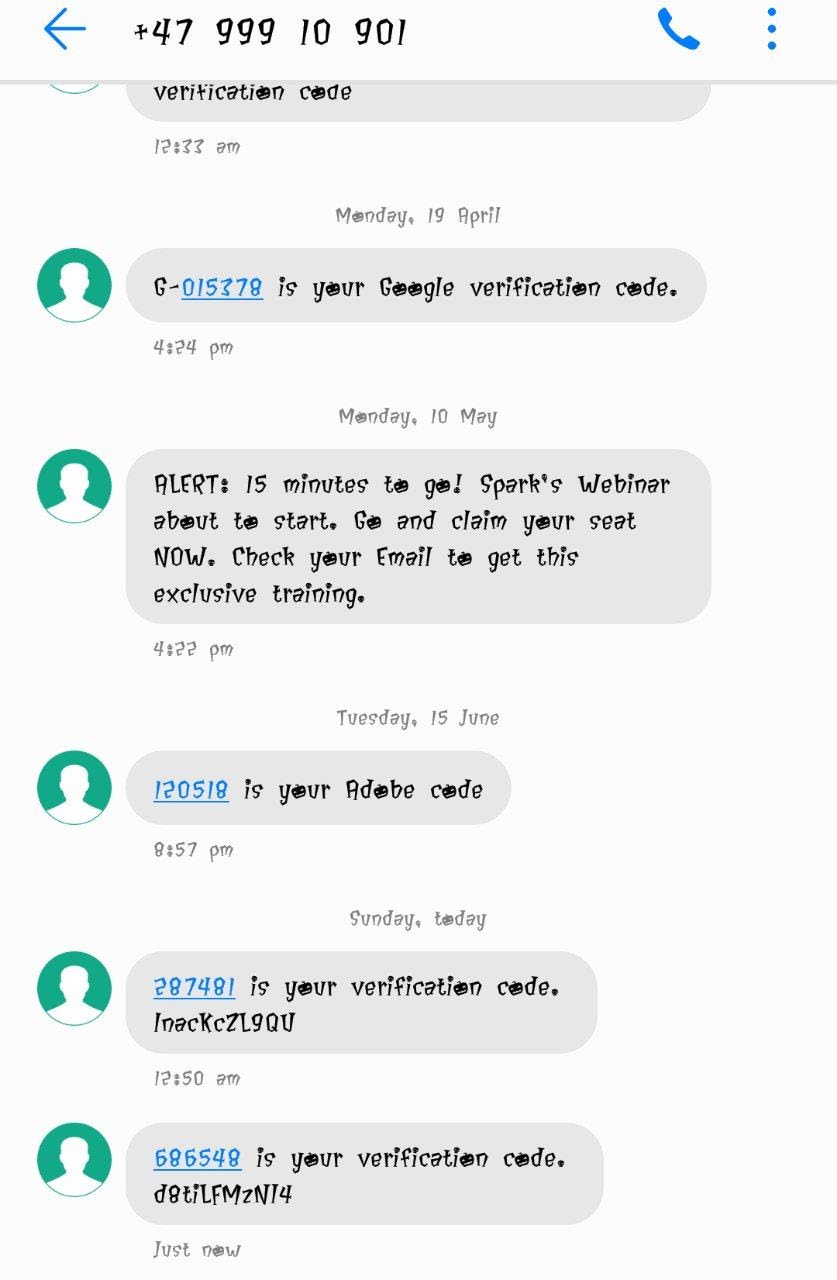 +47 999 10 901
verification code
12:33 am
Monday, 19 April
G-015378 is your Google verification code.
4:24 pm
Monday, 10 May
ALERT: 15 minutes to go! Spark's Webinar
about to start. Go and claim your seat
NOW. Check your Email to get this
exclusive training.
4:22 pm
Tuesday, 15 June
120518 is your Adobe code
8:57 pm
Sunday, today
287481 is your verification code.
InacKcZL9QU
12:50 am
686548 is your verification code.
d8tiLFMzNI4
Just now